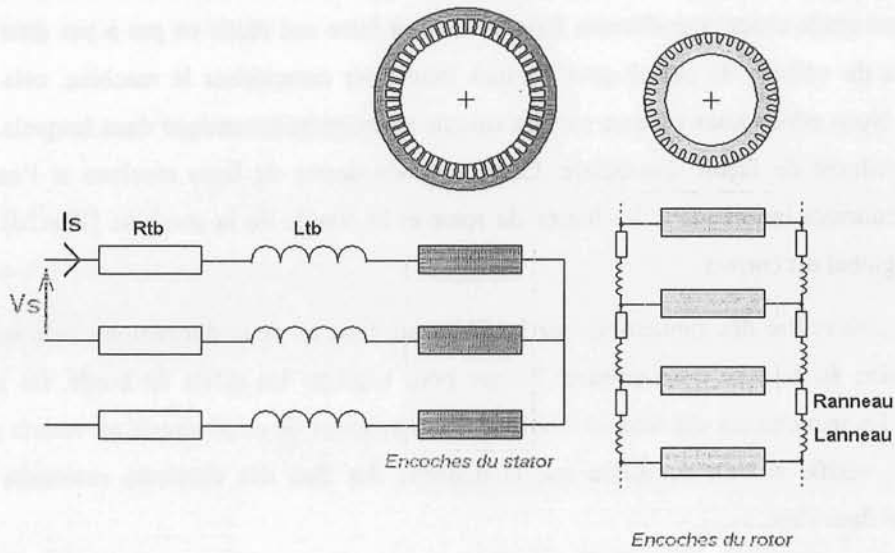 Is
Rtb
Ltb
Vs
Encoches du stator
Ranneau
Lanneau
Encoches du rotor